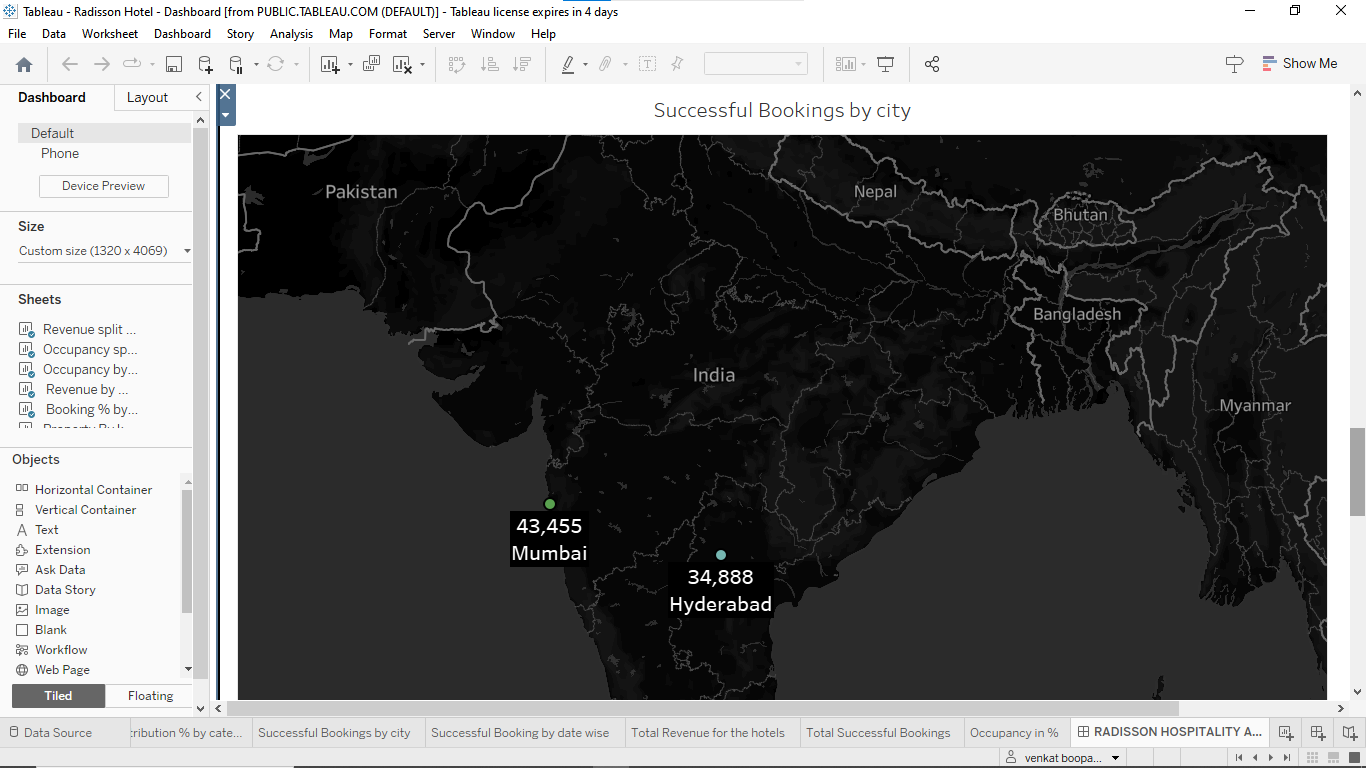 Tableau - Radisson Hotel - Dashboard [from PUBLIC.TABLEAU.COM (DEFAULT)] - Tableau license expires in 4 days
File Data Worksheet Dashboard Story Analysis Map Format Server Window Help
Show Me
Dashboard Layout
Default
Phone
Device Preview
Size
Custom size (1320 x 4069)
Sheets
Revenue split ...
Occupancy sp...
Occupancy by...
Revenue by ...
Booking % by...
Objects
Horizontal Container
Vertical Container
Text
Extension
Ask Data
Data Story
Image
Blank
Workflow
Web Page
Tiled Floating
Successful Bookings by city
Pakistan
Nepal
Bhutan
Bangladesh
India
Myanmar
43,455
Mumbai
34,888
Hyderabad
Data Source tribution % by cate... Successful Bookings by city Successful Booking by date wise Total Revenue for the hotels Total Successful Bookings Occupancy in % RADISSON HOSPITALITY A...
venkat boopa...